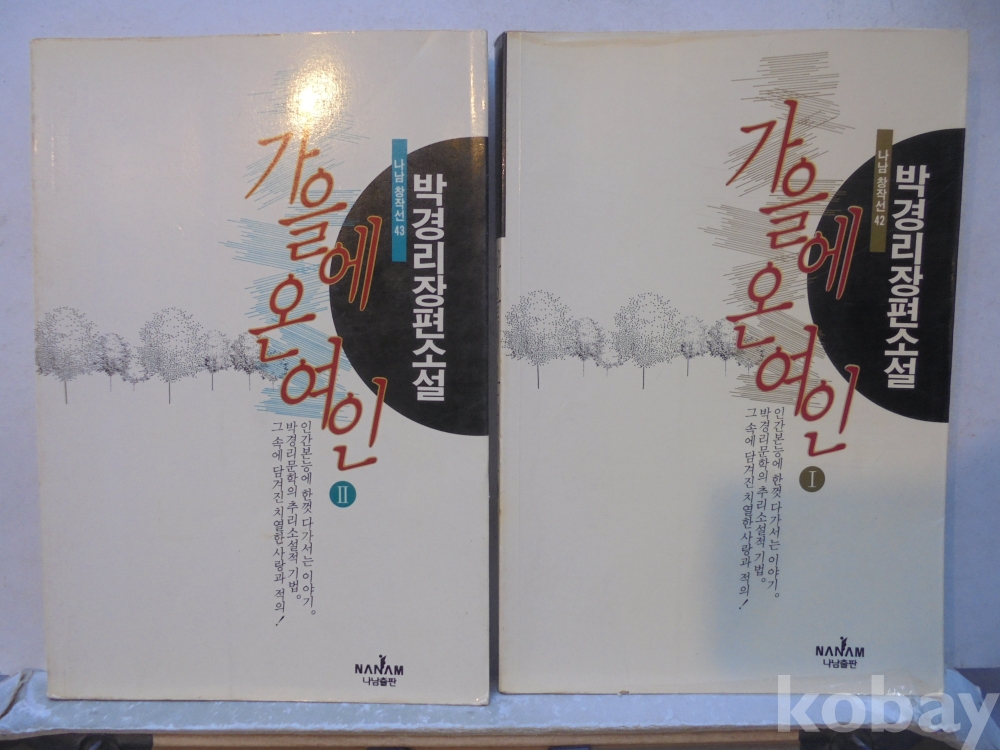 나남 창작선 43
박경리장편소설
가을에
온 여인
II
인간본능에 한껏 다가서는 이야기。
박경리문학의 추리소설적 기법。
그 속에 담겨진 치열한 사랑과 적의!
NANAM
나남출판
나남 창작선 42
박경리장편소설
가을에
온 여인
I
인간본능에 한껏 다가서는 이야기。
박경리문학의 추리소설적 기법。
그 속에 담겨진 치열한 사랑과 적의!
NANAM
나남출판
kobay